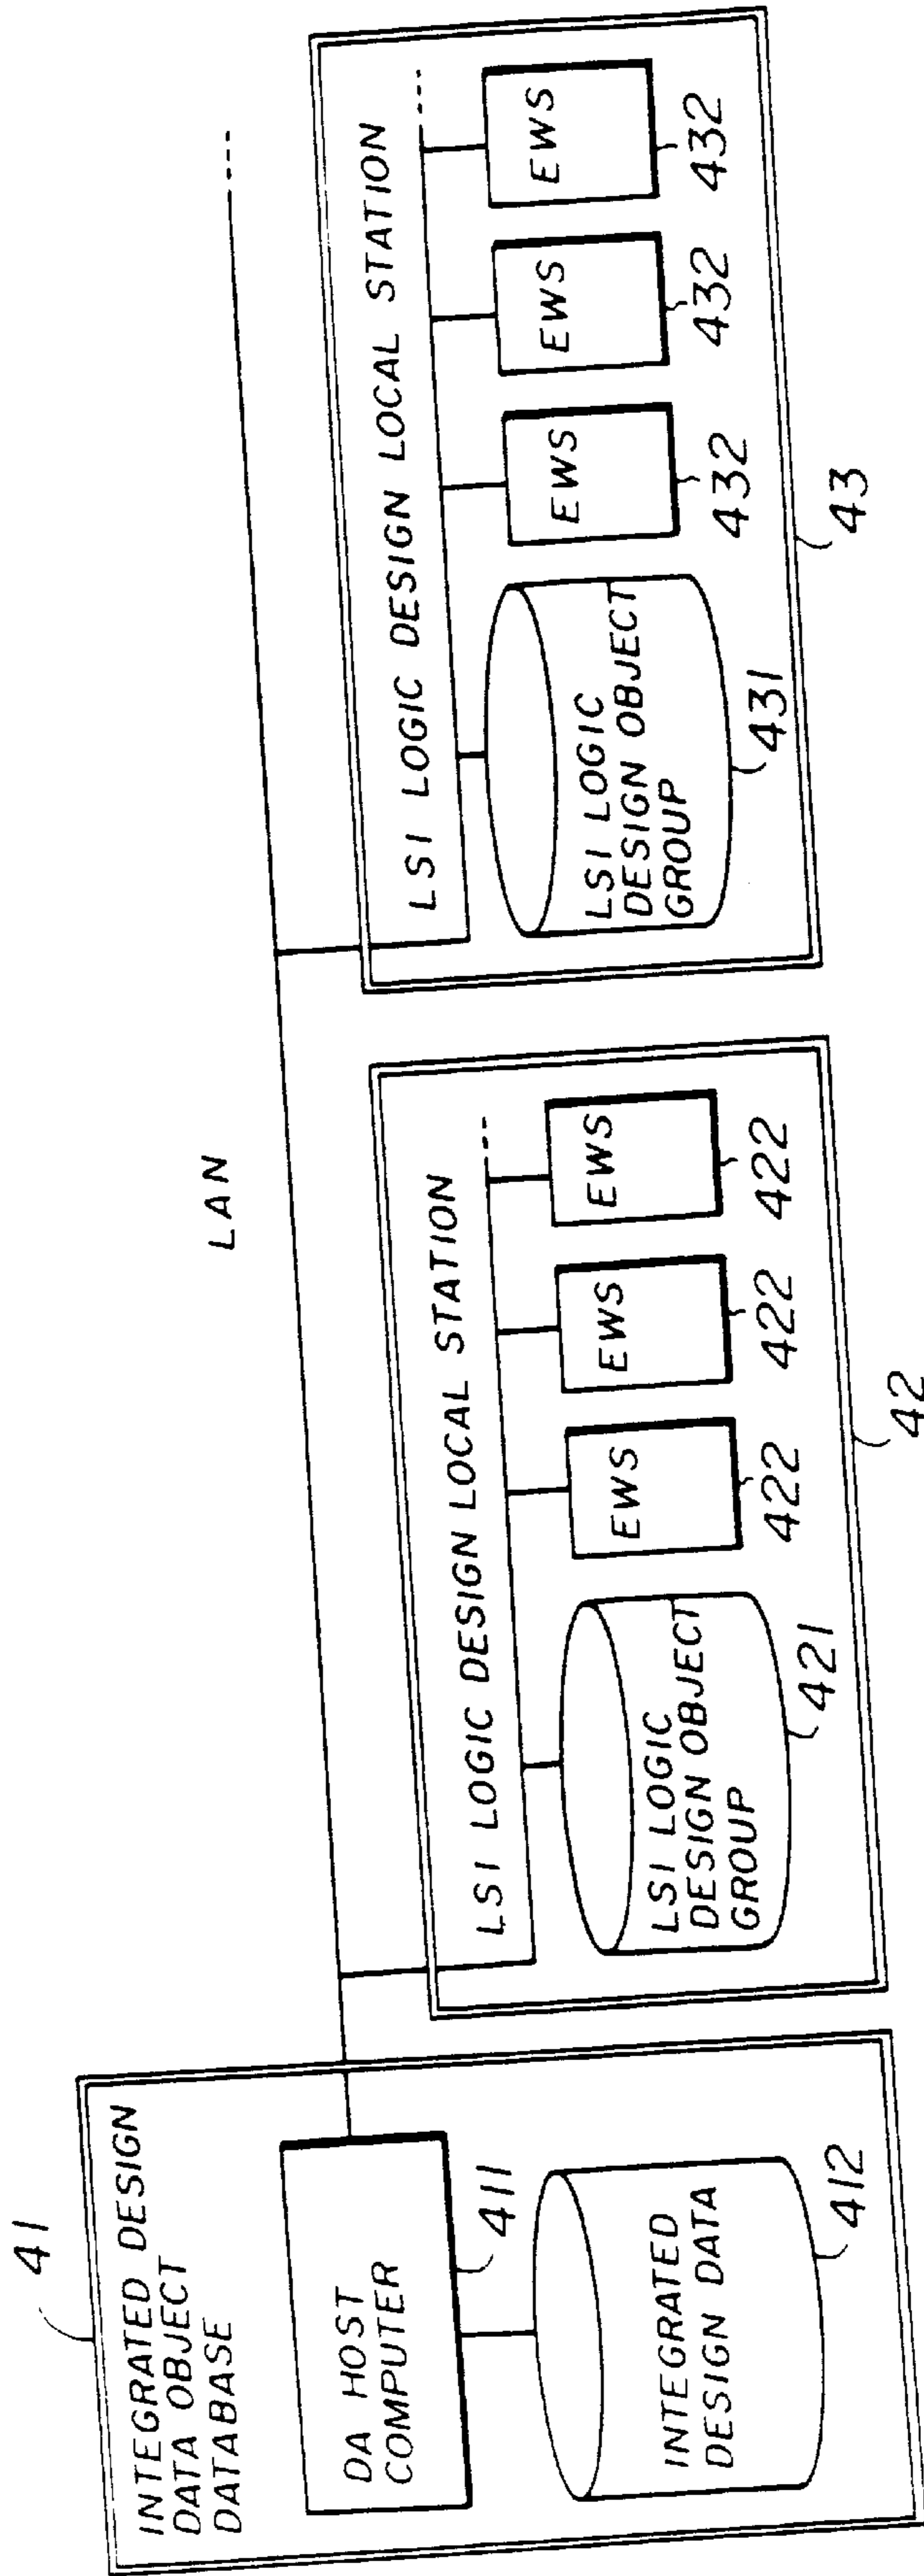 41
INTEGRATED DESIGN
DATA OBJECT
DATABASE
DA HOST
COMPUTER
411
INTEGRATED
DESIGN DATA
412
LAN
LSI LOGIC DESIGN LOCAL STATION
LSI LOGIC
DESIGN OBJECT
GROUP
421
EWS
422
EWS
422
EWS
422
42
LSI LOGIC DESIGN LOCAL STATION
LSI LOGIC
DESIGN OBJECT
GROUP
431
EWS
432
EWS
432
EWS
432
43